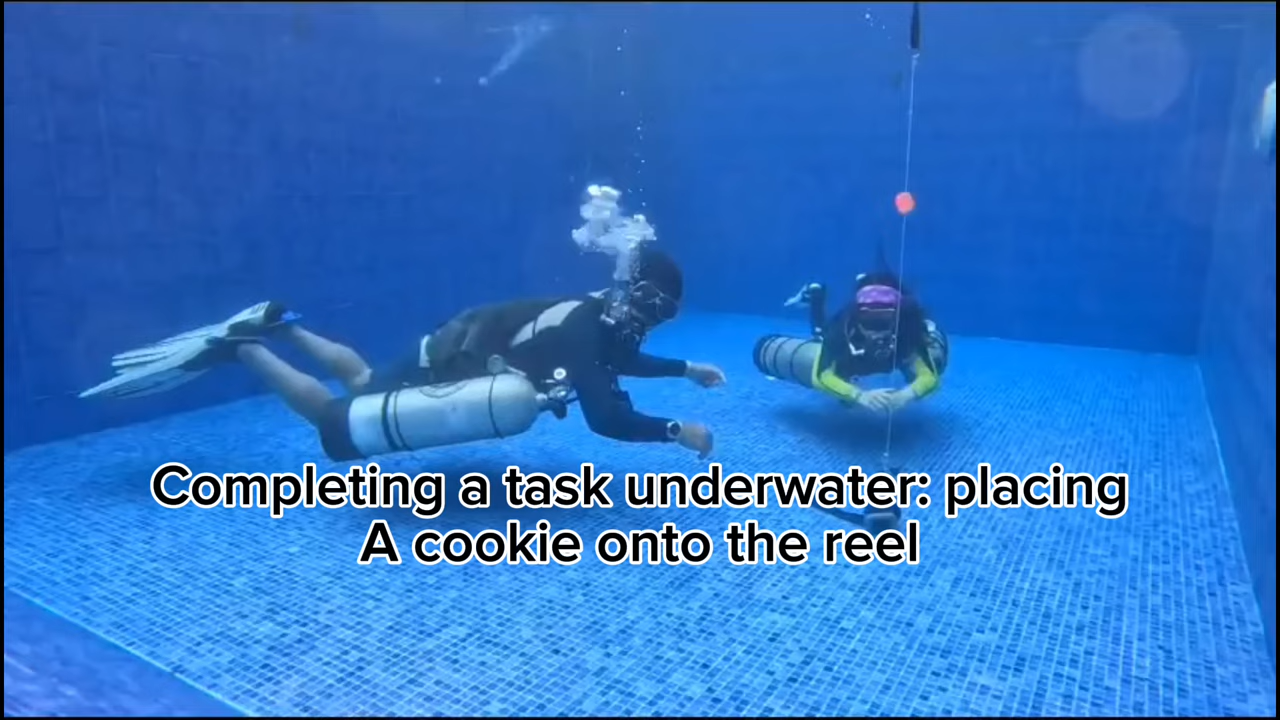 Completing a task underwater: placing
A cookie onto the reel